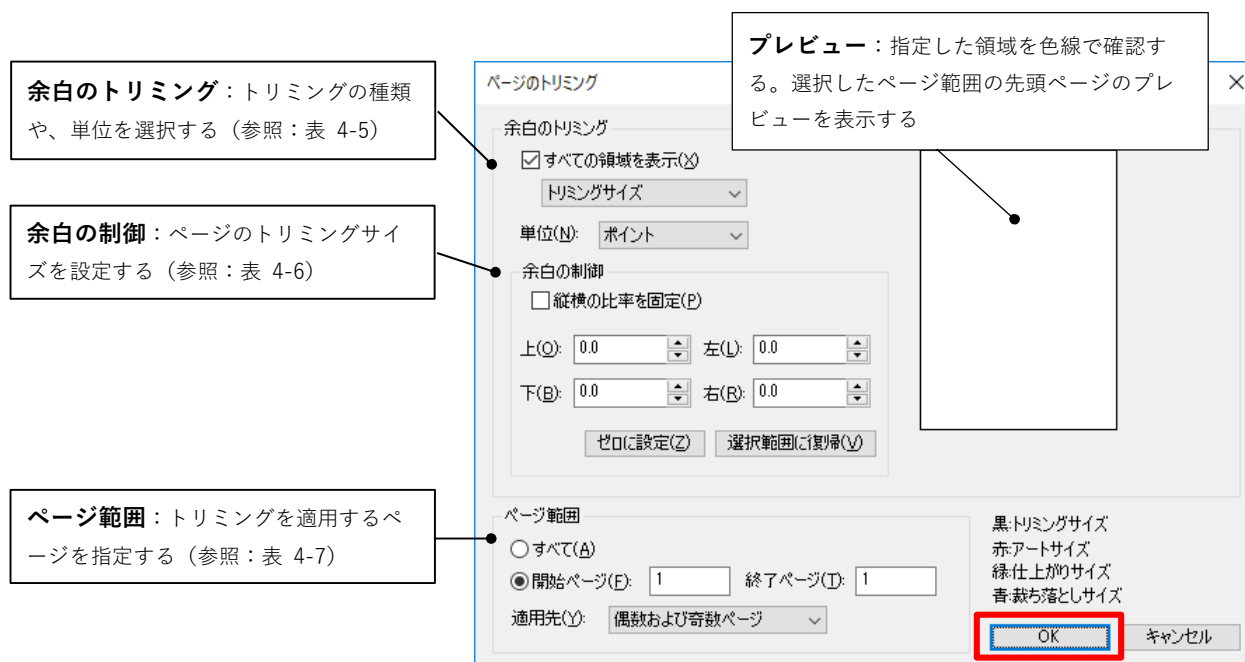 プレビュー：指定した領域を色線で確認す
る。選択したページ範囲の先頭ページのプレ
ビューを表示する
余白のトリミング：トリミングの種類
や、単位を選択する（参照：表 4-5）
余白の制御：ページのトリミングサイ
ズを設定する（参照：表 4-6）
ページ範囲：トリミングを適用するペ
ージを指定する（参照：表 4-7）
ページのトリミング
余白のトリミング
すべての領域を表示(X)
トリミングサイズ
単位(N): ポイント
余白の制御
縦横の比率を固定(P)
上(O): 0.0 左(L): 0.0
下(B): 0.0 右(R): 0.0
ゼロに設定(Z) 選択範囲に復帰(V)
ページ範囲
すべて(A)
開始ページ(F): 1 終了ページ(T): 1
適用先(Y): 偶数および奇数ページ
黒:トリミングサイズ
赤:アートサイズ
緑:仕上がりサイズ
青:裁ち落としサイズ
OK キャンセル